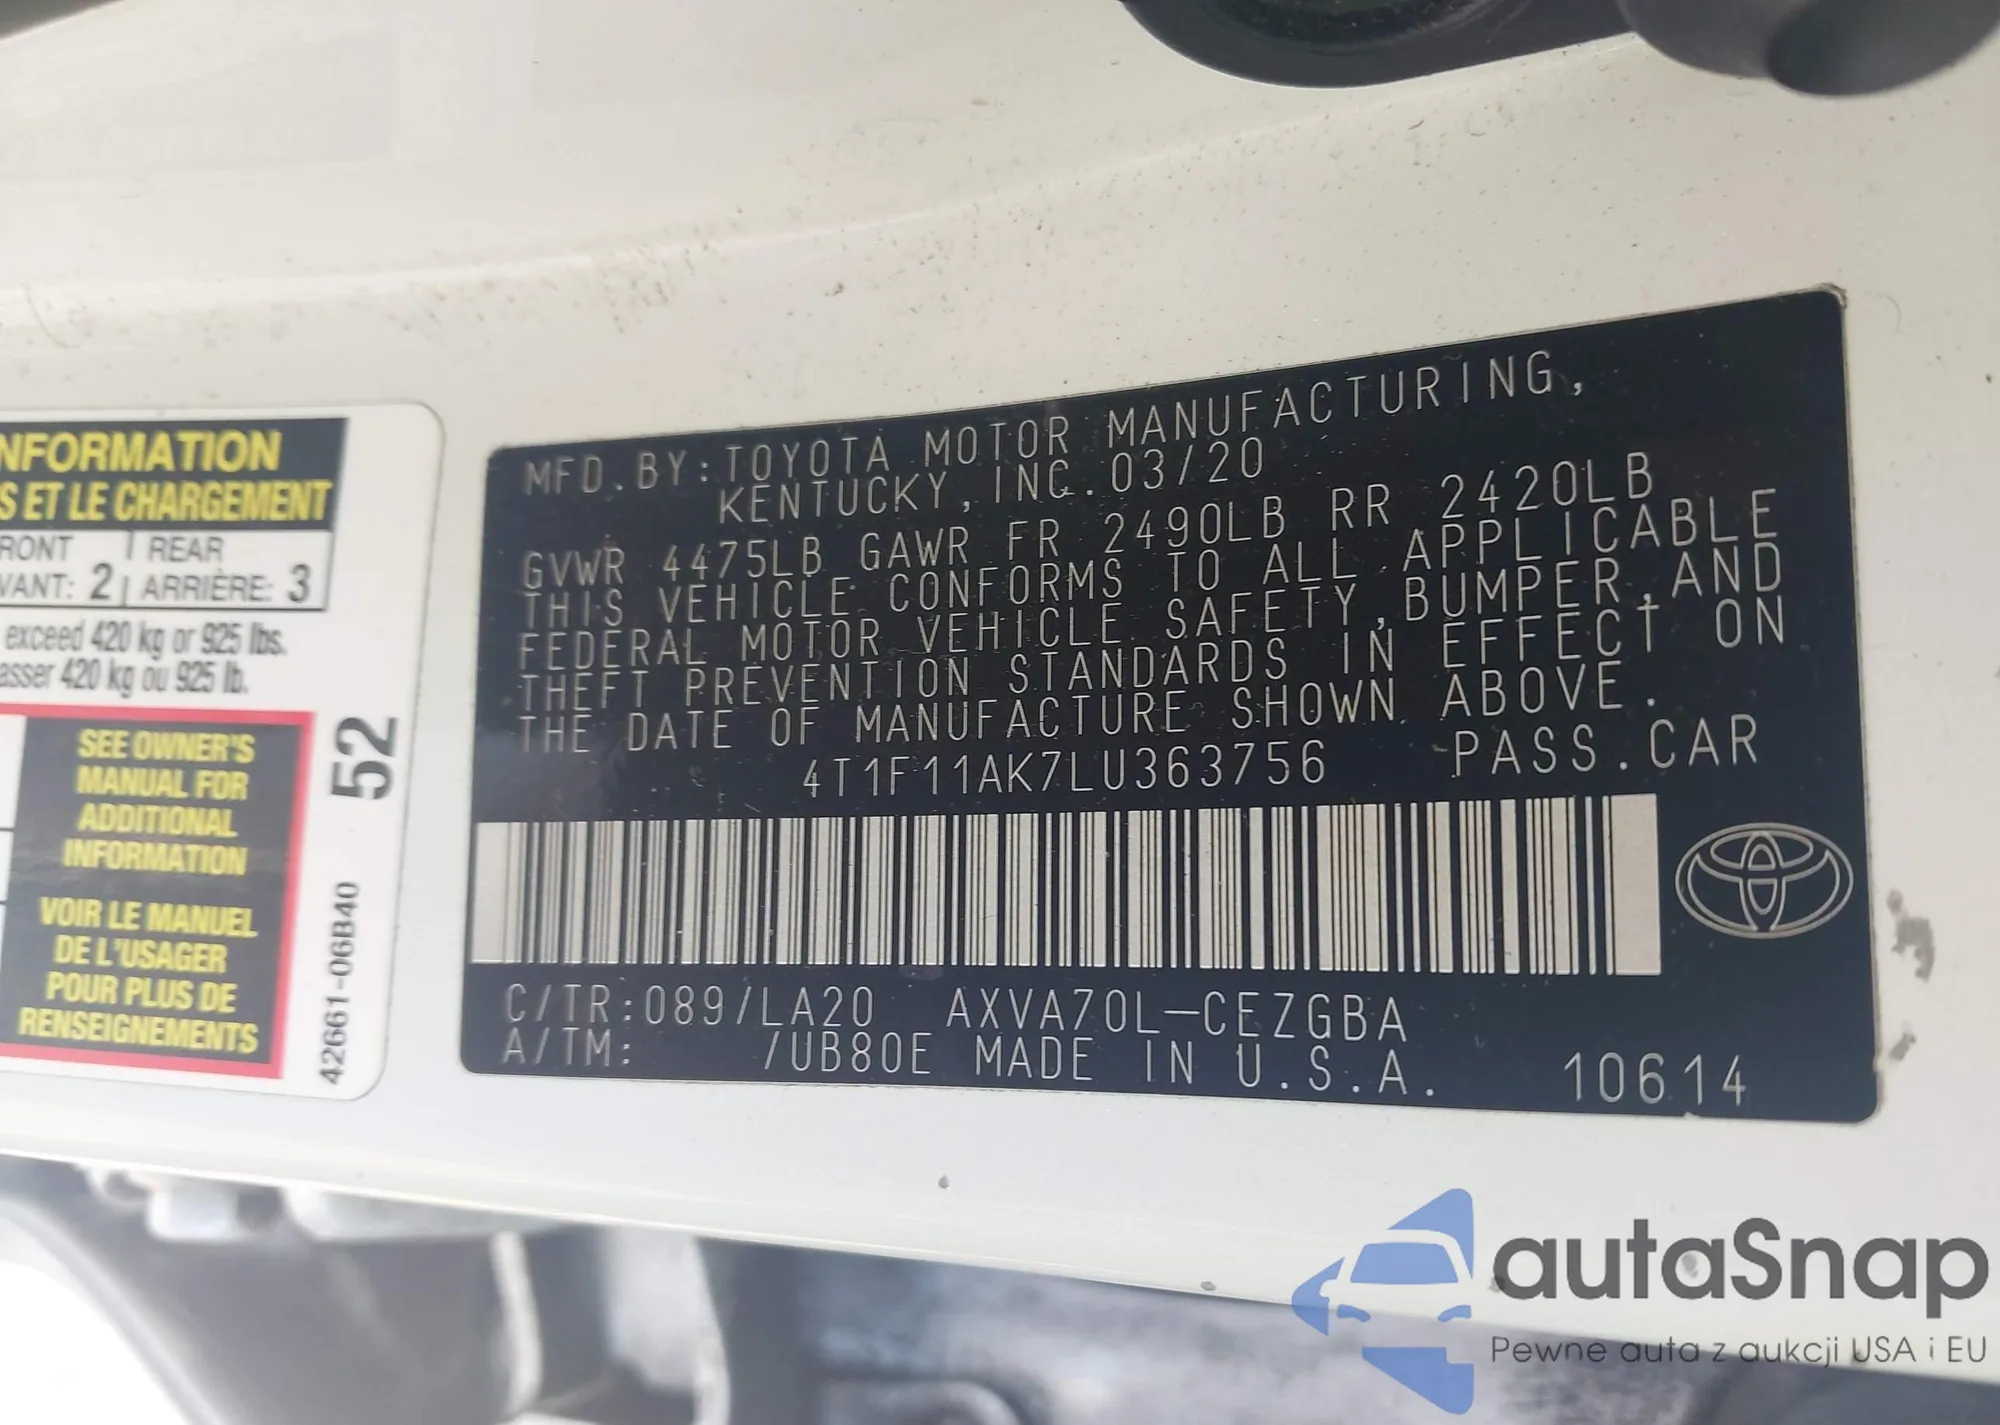 NFORMATION
S ET LE CHARGEMENT
RONT REAR
VANT: 2 ARRIÈRE: 3
exceed 420 kg or 925 lbs.
asser 420 kg ou 925 lb.
SEE OWNER'S
MANUAL FOR
ADDITIONAL
INFORMATION
VOIR LE MANUEL
DE L'USAGER
POUR PLUS DE
RENSEIGNEMENTS
52
42661-06B40
MFD.BY:TOYOTA MOTOR MANUFACTURING,
KENTUCKY,INC.03/20
GVWR 4475LB GAWR FR 2490LB RR 2420LB
THIS VEHICLE CONFORMS TO ALL APPLICABLE
FEDERAL MOTOR VEHICLE SAFETY,BUMPER,AND
THEFT PREVENTION STANDARDS IN EFFECT ON
THE DATE OF MANUFACTURE SHOWN ABOVE.
4T1F11AK7LU363756 PASS.CAR
C/TR:089/LA20 AXVA70L-CEZGBA
A/TM: /UB80E MADE IN U.S.A. 10614
autaSnap
Pewne auta z aukcji USA i EU